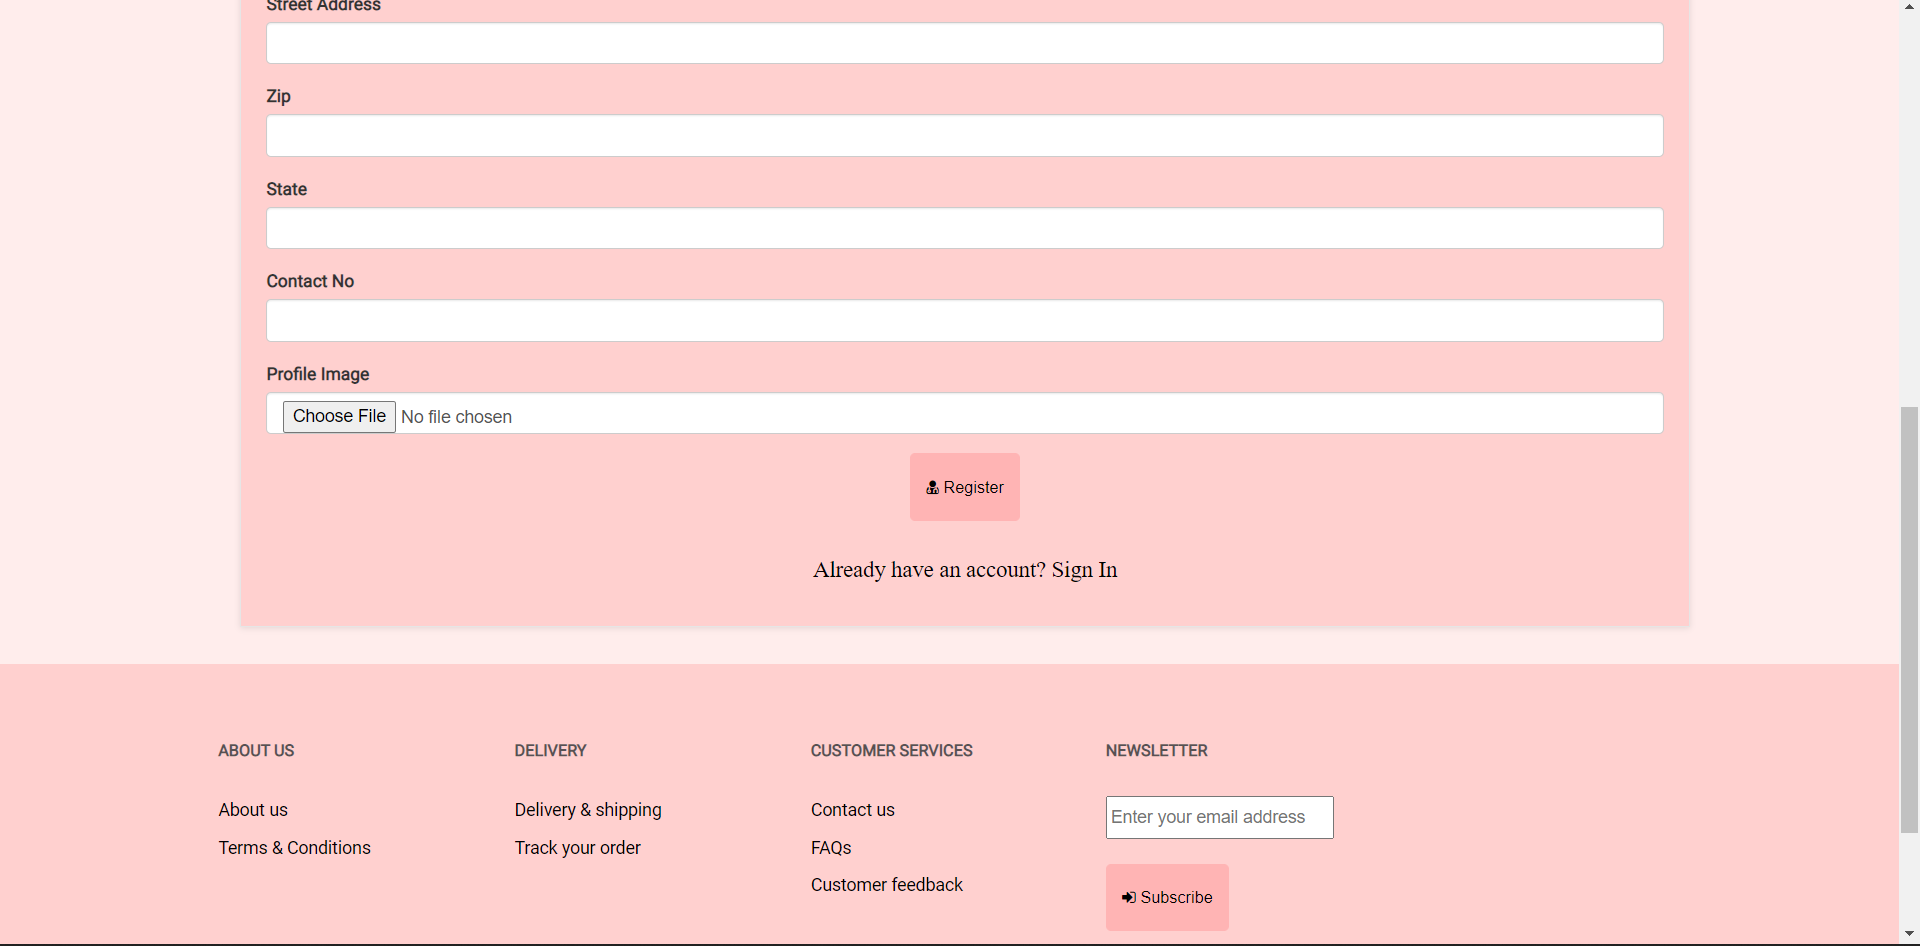 Street Address
Zip
State
Contact No
Profile Image
Choose File No file chosen
Register
Already have an account? Sign In
ABOUT US
About us
Terms & Conditions
DELIVERY
Delivery & shipping
Track your order
CUSTOMER SERVICES
Contact us
FAQs
Customer feedback
NEWSLETTER
Enter your email address
Subscribe